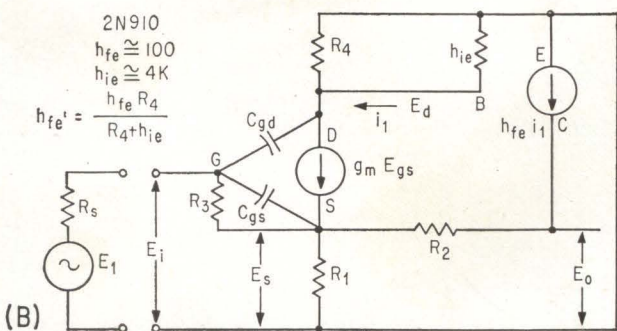 2N910
hfe ≅ 100
hie ≅ 4K
hfe' = hfe R4 / R4+hie
R4
hie
E
B
Cgd
i1
Ed
hfe i1
C
D
G
gm Egs
R3
Cgs
S
Rs
Ei
Es
R1
R2
Eo
E1
(B)